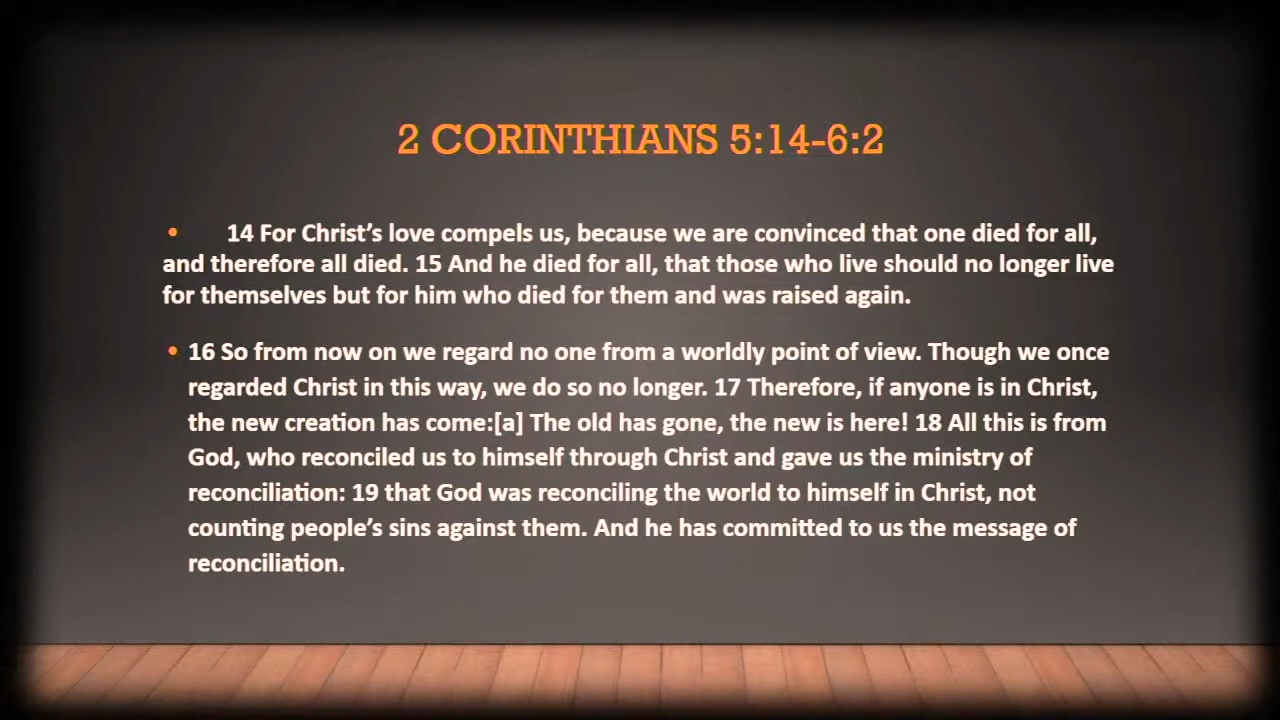 2 CORINTHIANS 5:14-6:2
• 14 For Christ’s love compels us, because we are convinced that one died for all,
and therefore all died. 15 And he died for all, that those who live should no longer live
for themselves but for him who died for them and was raised again.
• 16 So from now on we regard no one from a worldly point of view. Though we once
regarded Christ in this way, we do so no longer. 17 Therefore, if anyone is in Christ,
the new creation has come:[a] The old has gone, the new is here! 18 All this is from
God, who reconciled us to himself through Christ and gave us the ministry of
reconciliation: 19 that God was reconciling the world to himself in Christ, not
counting people’s sins against them. And he has committed to us the message of
reconciliation.